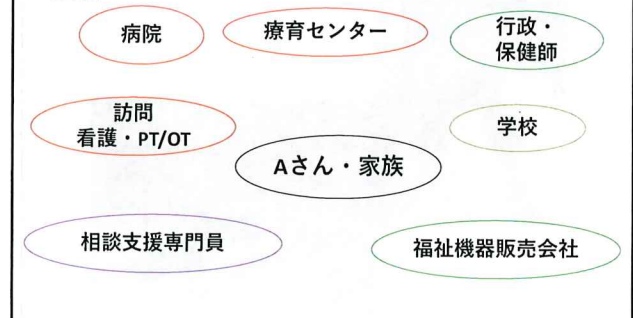 病院
療育センター
行政・
保健師
訪問
看護・PT/OT
学校
Aさん・家族
相談支援専門員
福祉機器販売会社